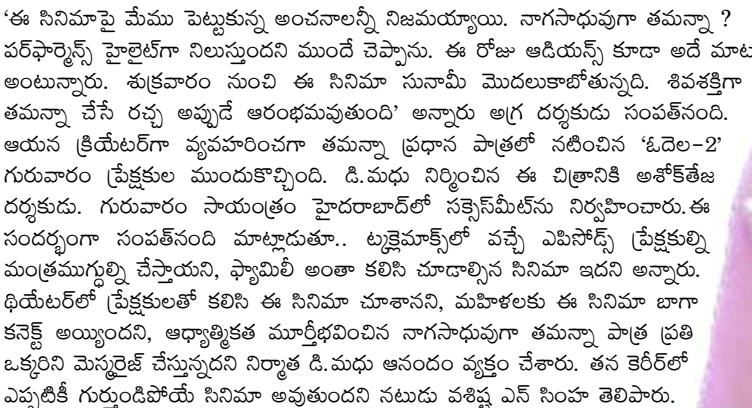 ‘ఈ సినిమాపై మేము పెట్టుకున్న అంచనాలన్నీ నిజమయ్యాయి. నాగసాధువుగా తమన్నా ?
పర్‌ఫార్మెన్స్ హైలైట్‌గా నిలుస్తుందని ముందే చెప్పాను. ఈ రోజు ఆడియన్స్ కూడా అదే మాట
అంటున్నారు. శుక్రవారం నుంచి ఈ సినిమా సునామీ మొదలుకాబోతున్నది. శివశక్తిగా
తమన్నా చేసే రచ్చ అప్పుడే ఆరంభమవుతుంది’ అన్నారు అగ్ర దర్శకుడు సంపత్‌నంది.
ఆయన క్రియేటర్‌గా వ్యవహరించగా తమన్నా ప్రధాన పాత్రలో నటించిన ‘ఓదెల-2’
గురువారం ప్రేక్షకుల ముందుకొచ్చింది. డి.మధు నిర్మించిన ఈ చిత్రానికి అశోక్‌తేజ
దర్శకుడు. గురువారం సాయంత్రం హైదరాబాద్‌లో సక్సెస్‌మీట్‌ను నిర్వహించారు.ఈ
సందర్భంగా సంపత్‌నంది మాట్లాడుతూ.. ట్కక్లైమాక్స్‌లో వచ్చే ఎపిసోడ్స్ ప్రేక్షకుల్ని
మంత్రముగ్ధుల్ని చేస్తాయని, ఫ్యామిలీ అంతా కలిసి చూడాల్సిన సినిమా ఇదని అన్నారు.
థియేటర్‌లో ప్రేక్షకులతో కలిసి ఈ సినిమా చూశానని, మహిళలకు ఈ సినిమా బాగా
కనెక్ట్ అయ్యిందని, ఆధ్యాత్మికత మూర్తీభవించిన నాగసాధువుగా తమన్నా పాత్ర ప్రతి
ఒక్కరిని మెస్మరైజ్ చేస్తున్నదని నిర్మాత డి.మధు ఆనందం వ్యక్తం చేశారు. తన కెరీర్‌లో
ఎప్పటికీ గుర్తుండిపోయే సినిమా అవుతుందని నటుడు వశిష్ఠ ఎన్ సింహ తెలిపారు.